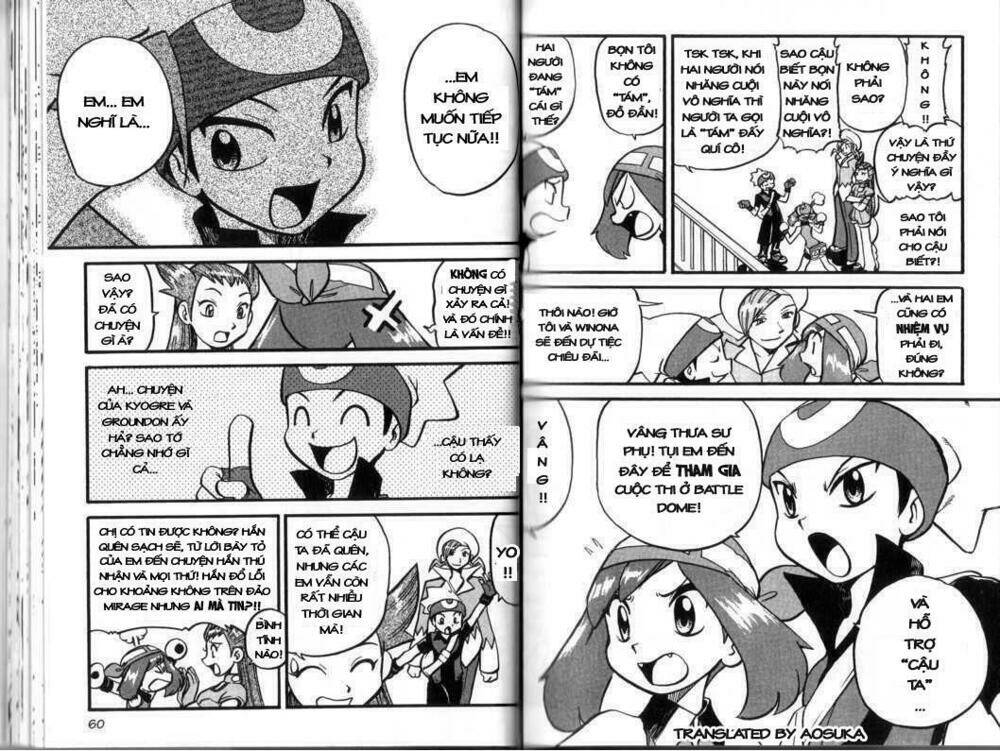 KHÔNG!!
VẬY LÀ THỨ
CHUYỆN ĐẦY
Ý NGHĨA GÌ
VẬY?
SAO TÔI
PHẢI NÓI
CHO CẬU
BIẾT?!
KHÔNG
PHẢI
SAO?
SAO CẬU
BIẾT BỌN
NÀY NƠI
NHĂNG
CUỘI VÔ
NGHĨA?!
TSK TSK, KHI
HAI NGƯỜI NÓI
NHĂNG CUỘI
VÔ NGHĨA THÌ
NGƯỜI TA GỌI
LÀ “TÁM” ĐẤY
QUÍ CÔ!
BỌN TÔI
KHÔNG
CÓ
“TÁM”,
ĐỒ ĐẦN!
HAI
NGƯỜI
ĐANG
“TÁM”
CÁI GÌ
THẾ?
...VÀ HAI EM
CŨNG CÓ
NHIỆM VỤ
PHẢI ĐI,
ĐÚNG
KHÔNG?
THÔI NÀO! GIỜ
TÔI VÀ WINONA
SẼ ĐẾN DỰ TIỆC
CHIÊU ĐÃI...
VÂNG THƯA SƯ
PHỤ! TỤI EM ĐẾN
ĐÂY ĐỂ THAM GIA
CUỘC THI Ở BATTLE
DOME!
VÂNG!!
VÀ
HỖ
TRỢ
“CẬU
TA”
...
TRANSLATED BY AOSUKA
...EM
KHÔNG
MUỐN TIẾP
TỤC NỮA!!
EM... EM
NGHĨ LÀ...
KHÔNG CÓ
CHUYỆN GÌ
XẢY RA CẢ!
VÀ ĐÓ CHÍNH
LÀ VẤN ĐỀ!!
SAO
VẬY?
ĐÃ CÓ
CHUYỆN
GÌ À?
AH... CHUYỆN
CỦA KYOGRE VÀ
GROUNDON ẤY
HẢ? SAO TỚ
CHẲNG NHỚ GÌ
CẢ...
...CẬU THẤY
CÓ LẠ
KHÔNG?
YO
!!
CÓ THỂ CẬU
TA ĐÃ QUÊN,
NHƯNG CÁC
EM VẪN CÒN
RẤT NHIỀU
THỜI GIAN
MÀ!
CHỊ CÓ TIN ĐƯỢC KHÔNG? HẮN
QUÊN SẠCH SẼ, TỪ LỜI BÀY TỎ
CỦA EM ĐẾN CHUYỆN HẮN THÚ
NHẬN VÀ MỌI THỨ! HẮN ĐỔ LỖI
CHO KHOẢNG KHÔNG TRÊN ĐẢO
MIRAGE NHƯNG AI MÀ TIN?!!
BÌNH
TĨNH
NÀO!
60